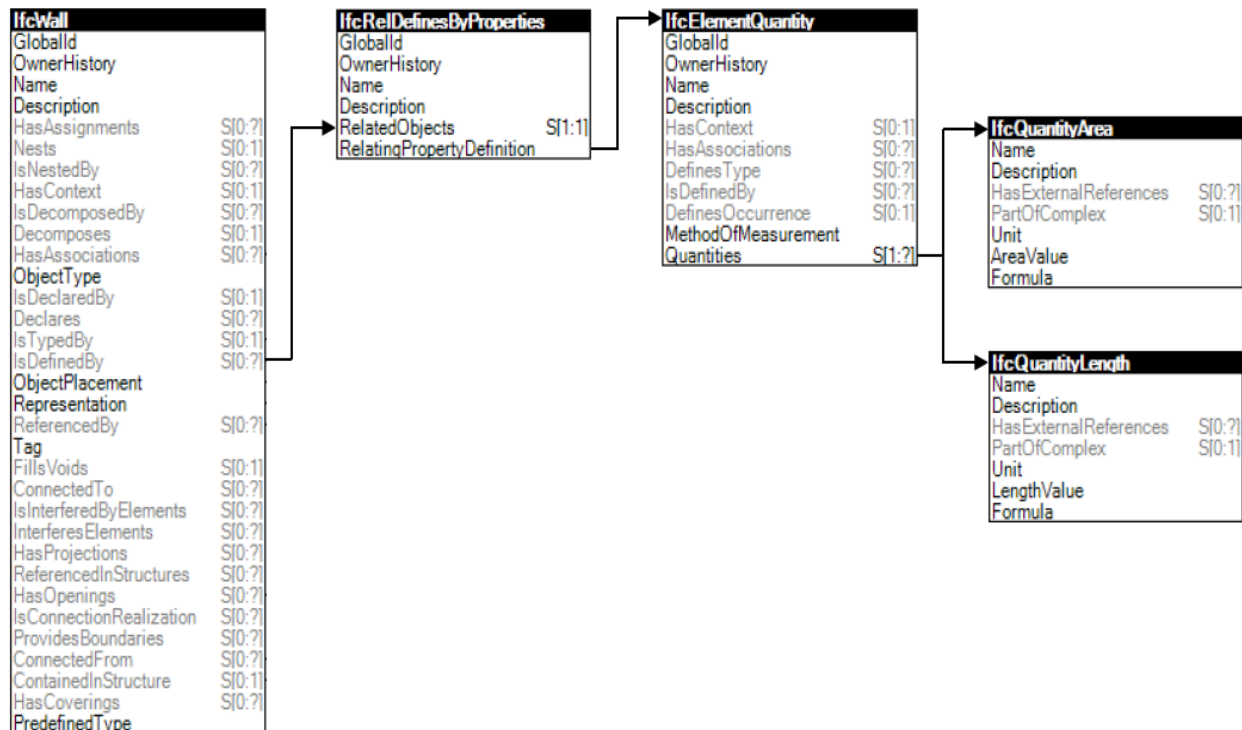 IfcWall
GlobalId
OwnerHistory
Name
Description
HasAssignments S[0:?]
Nests S[0:1]
IsNestedBy S[0:?]
HasContext S[0:1]
IsDecomposedBy S[0:?]
Decomposes S[0:1]
HasAssociations S[0:?]
ObjectType
IsDeclaredBy S[0:1]
Declares S[0:?]
IsTypedBy S[0:1]
IsDefinedBy S[0:?]
ObjectPlacement
Representation
ReferencedBy S[0:?]
Tag
FillsVoids S[0:1]
ConnectedTo S[0:?]
IsInterferedByElements S[0:?]
InterferesElements S[0:?]
HasProjections S[0:?]
ReferencedInStructures S[0:?]
HasOpenings S[0:?]
IsConnectionRealization S[0:?]
ProvidesBoundaries S[0:?]
ConnectedFrom S[0:?]
ContainedInStructure S[0:1]
HasCoverings S[0:?]
PredefinedType
IfcRelDefinesByProperties
GlobalId
OwnerHistory
Name
Description
RelatedObjects S[1:1]
RelatingPropertyDefinition
IfcElementQuantity
GlobalId
OwnerHistory
Name
Description
HasContext S[0:1]
HasAssociations S[0:?]
DefinesType S[0:?]
IsDefinedBy S[0:?]
DefinesOccurrence S[0:1]
MethodOfMeasurement
Quantities S[1:?]
IfcQuantityArea
Name
Description
HasExternalReferences S[0:?]
PartOfComplex S[0:1]
Unit
AreaValue
Formula
IfcQuantityLength
Name
Description
HasExternalReferences S[0:?]
PartOfComplex S[0:1]
Unit
LengthValue
Formula